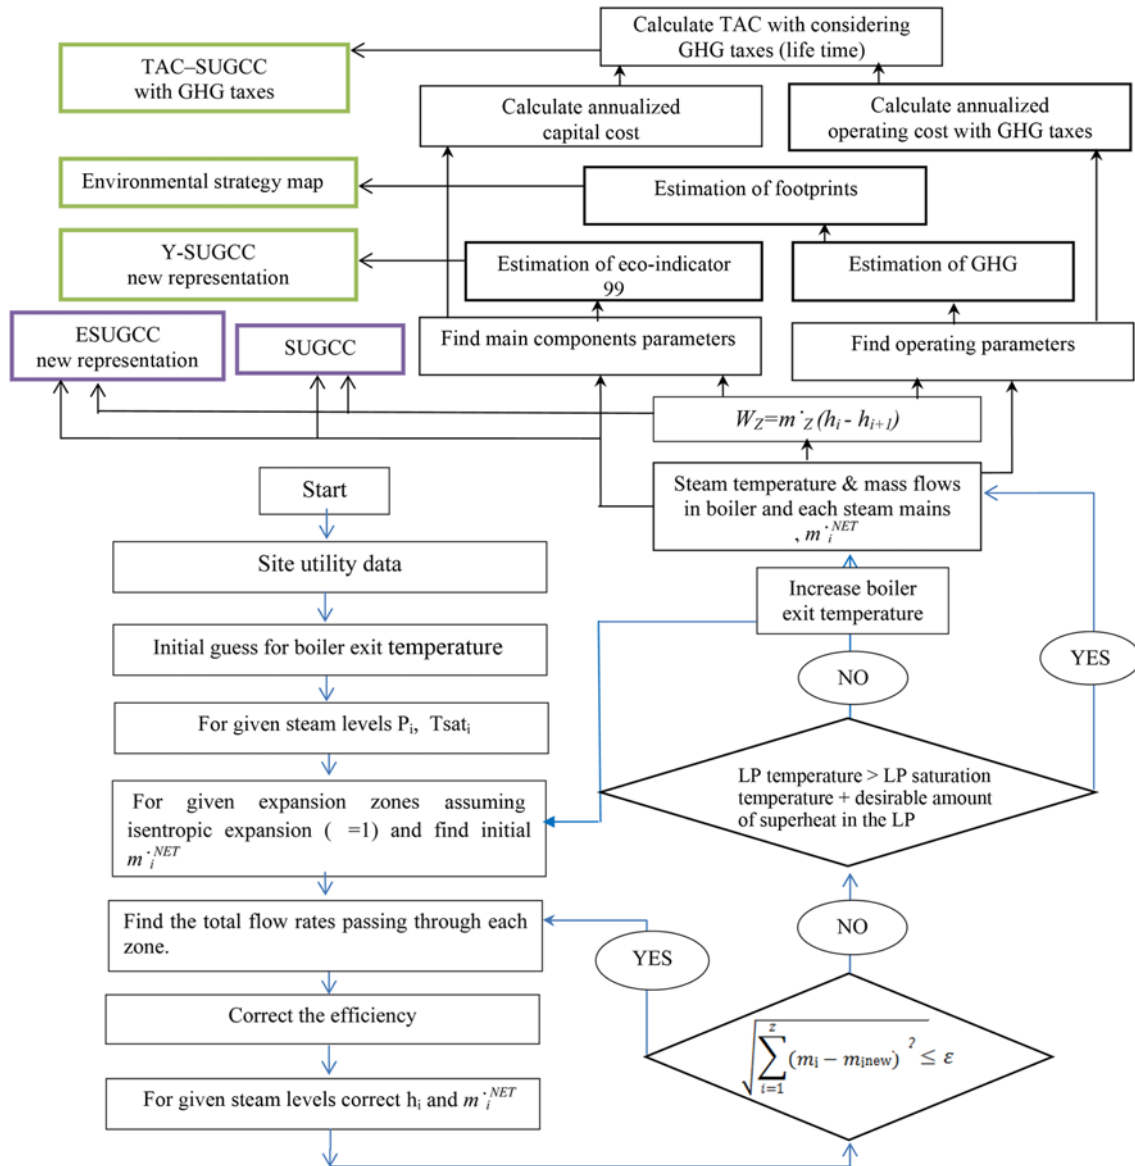 Calculate TAC with considering
GHG taxes (life time)
TAC–SUGCC
with GHG taxes
Calculate annualized
capital cost
Calculate annualized
operating cost with GHG taxes
Environmental strategy map
Estimation of footprints
Y-SUGCC
new representation
Estimation of eco-indicator
99
Estimation of GHG
ESUGCC
new representation
SUGCC
Find main components parameters
Find operating parameters
W_Z=m˙_Z (h_i - h_{i+1})
Start
Steam temperature & mass flows
in boiler and each steam mains
, m˙_i^{NET}
Site utility data
Increase boiler
exit temperature
Initial guess for boiler exit temperature
NO
YES
For given steam levels P_i, Tsat_i
LP temperature > LP saturation
temperature + desirable amount
of superheat in the LP
For given expansion zones assuming
isentropic expansion ( =1) and find initial
m˙_i^{NET}
Find the total flow rates passing through each
zone.
NO
YES
Correct the efficiency
√∑_{i=1}^{z}(m_i − m_{inew})^2 ≤ ε
For given steam levels correct h_i and m˙_i^{NET}